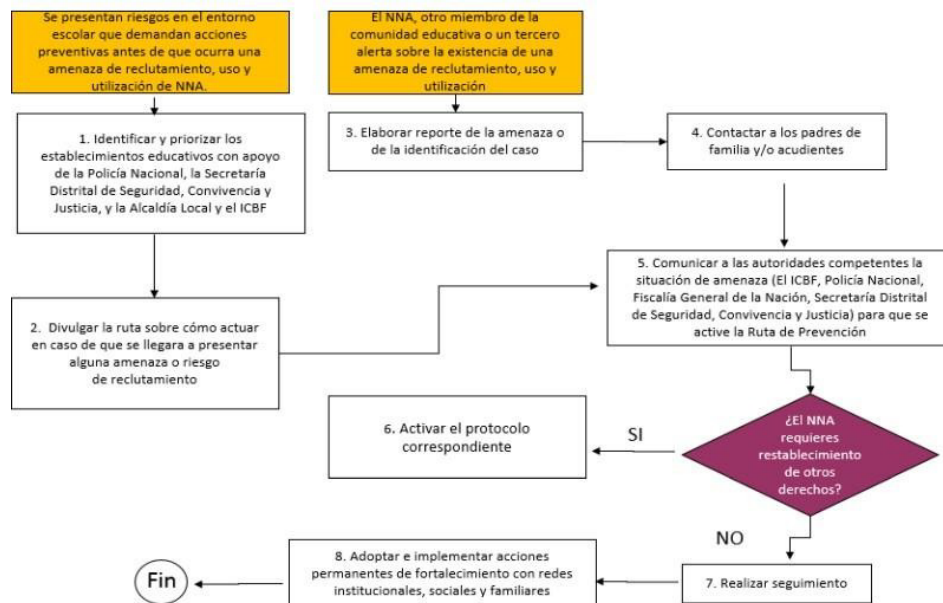 Se presentan riesgos en el entorno
escolar que demandan acciones
preventivas antes de que ocurra una
amenaza de reclutamiento, uso y
utilización de NNA.
El NNA, otro miembro de la
comunidad educativa o un tercero
alerta sobre la existencia de una
amenaza de reclutamiento, uso y
utilización
1. Identificar y priorizar los
establecimientos educativos con apoyo
de la Policía Nacional, la Secretaría
Distrital de Seguridad, Convivencia y
Justicia, y la Alcaldía Local y el ICBF
3. Elaborar reporte de la amenaza o
de la identificación del caso
4. Contactar a los padres de
familia y/o acudientes
2. Divulgar la ruta sobre cómo actuar
en caso de que se llegara a presentar
alguna amenaza o riesgo
de reclutamiento
5. Comunicar a las autoridades competentes la
situación de amenaza (El ICBF, Policía Nacional,
Fiscalía General de la Nación, Secretaría Distrital
de Seguridad, Convivencia y Justicia) para que se
active la Ruta de Prevención
¿El NNA
requieres
restablecimiento
de otros
derechos?
SI
6. Activar el protocolo
correspondiente
NO
7. Realizar seguimiento
8. Adoptar e implementar acciones
permanentes de fortalecimiento con redes
institucionales, sociales y familiares
Fin